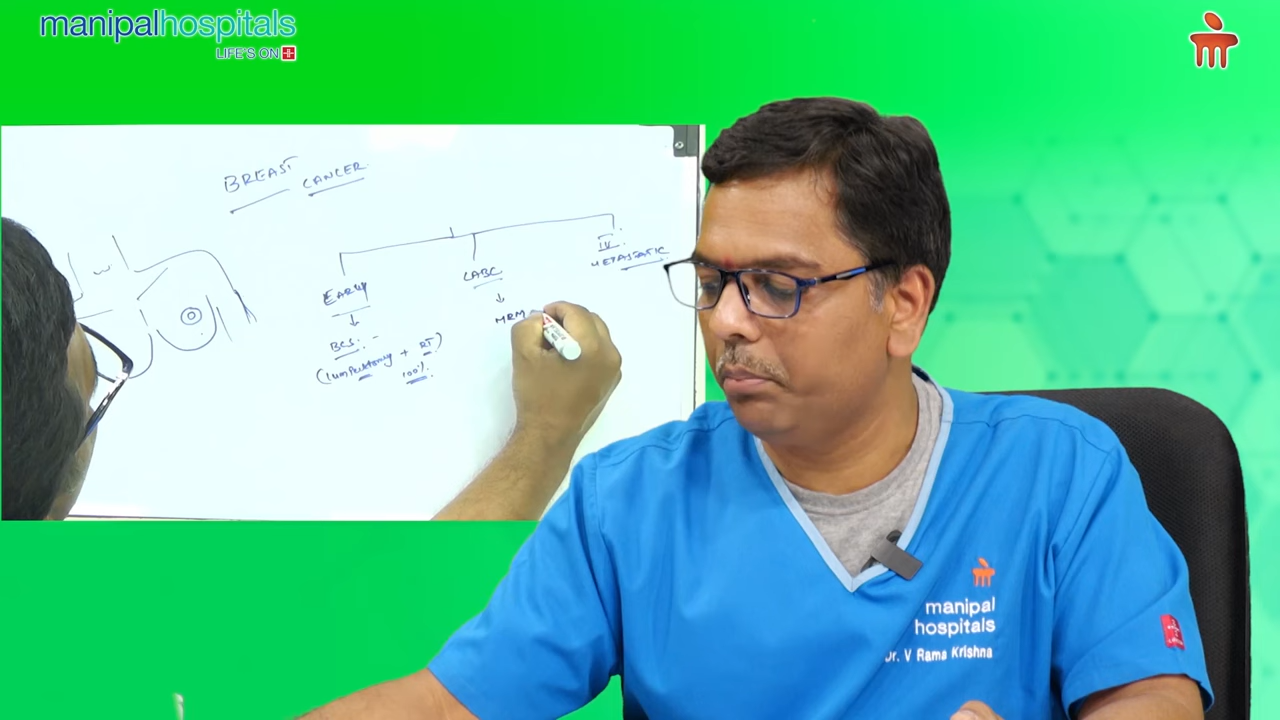 manipalhospitals
LIFE'S ON
BREAST CANCER
EARLY
LABC
IV
METASTATIC
BCS.
(lumpectomy + RT)
100%.
MRM
manipal
hospitals
Dr. V Rama Krishna